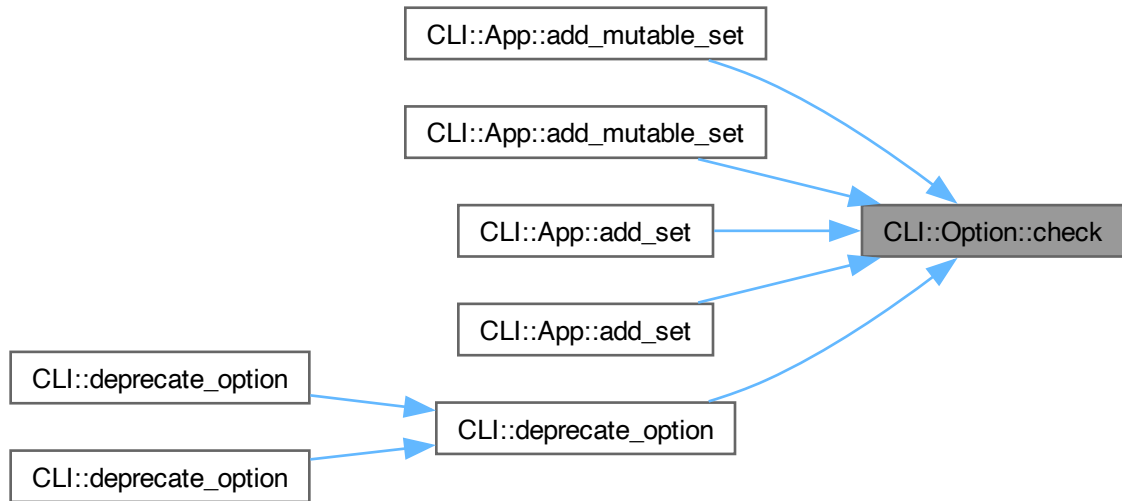 CLI::App::add_mutable_set
CLI::App::add_mutable_set
CLI::App::add_set
CLI::Option::check
CLI::App::add_set
CLI::deprecate_option
CLI::deprecate_option
CLI::deprecate_option